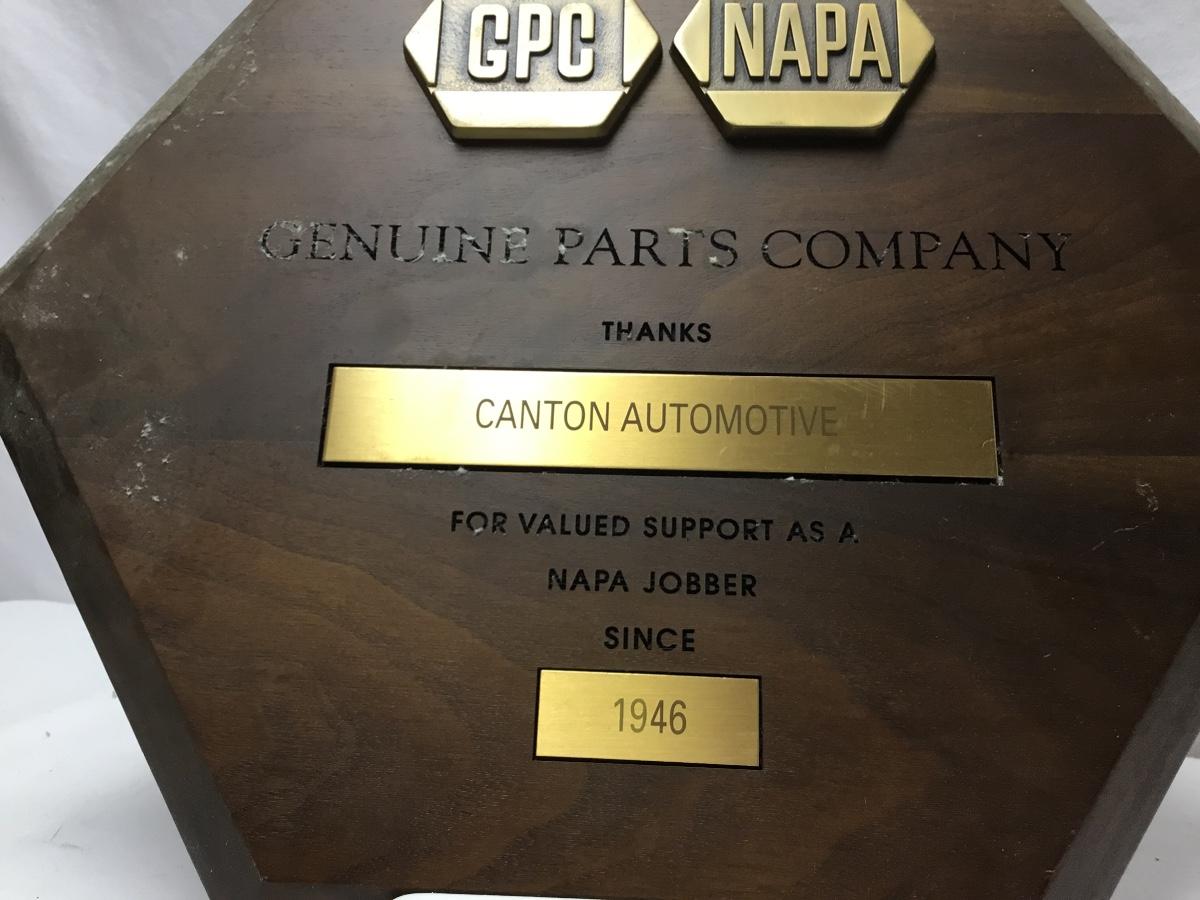 GPC NAPA
GENUINE PARTS COMPANY
THANKS
CANTON AUTOMOTIVE
FOR VALUED SUPPORT AS A
NAPA JOBBER
SINCE
1946